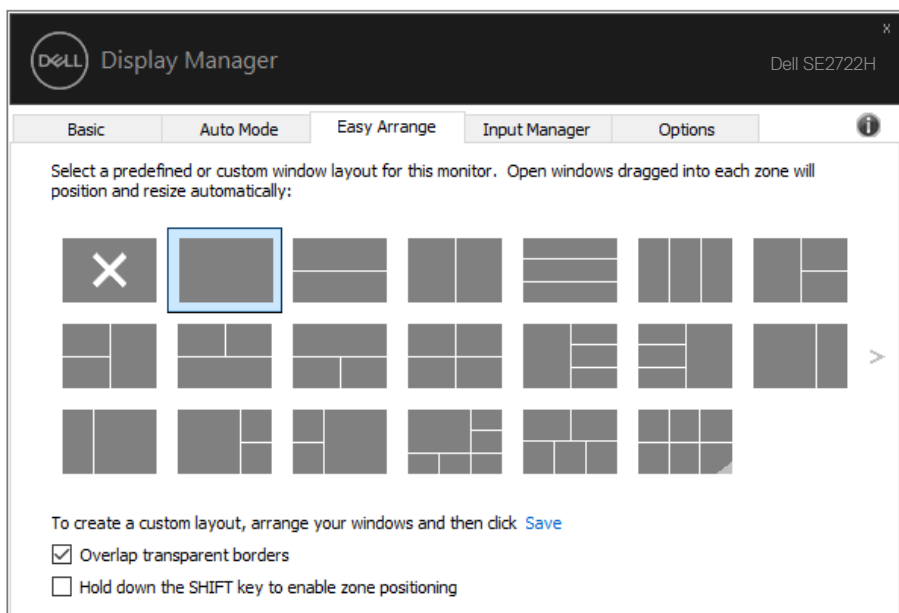 x
DELL Display Manager
Dell SE2722H
Basic Auto Mode Easy Arrange Input Manager Options i
Select a predefined or custom window layout for this monitor. Open windows dragged into each zone will
position and resize automatically:
>
To create a custom layout, arrange your windows and then click Save
Overlap transparent borders
Hold down the SHIFT key to enable zone positioning